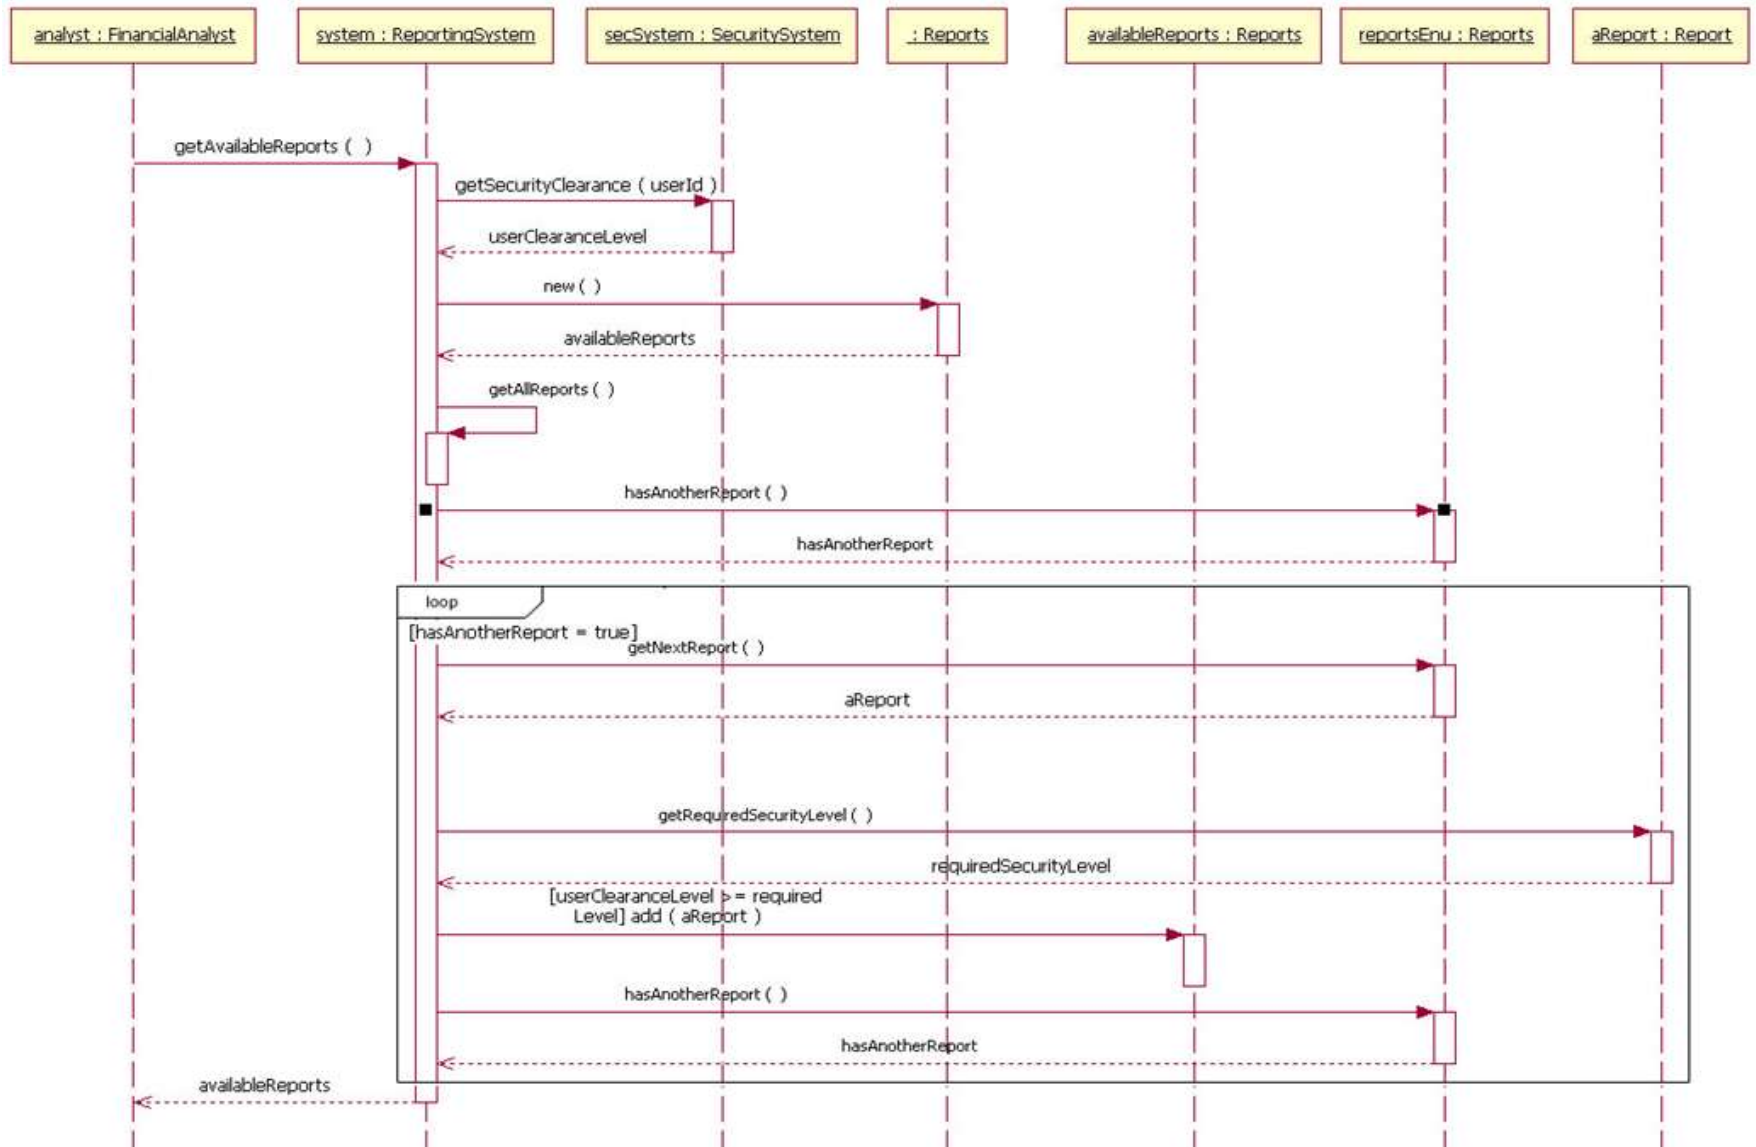 analyst : FinancialAnalyst
system : ReportingSystem
secSystem : SecuritySystem
: Reports
availableReports : Reports
reportsEnu : Reports
aReport : Report
getAvailableReports ( )
getSecurityClearance ( userId )
userClearanceLevel
new ( )
availableReports
getAllReports ( )
hasAnotherReport ( )
hasAnotherReport
loop
[hasAnotherReport = true]
getNextReport ( )
aReport
getRequiredSecurityLevel ( )
requiredSecurityLevel
[userClearanceLevel >= required
Level] add ( aReport )
hasAnotherReport ( )
hasAnotherReport
availableReports